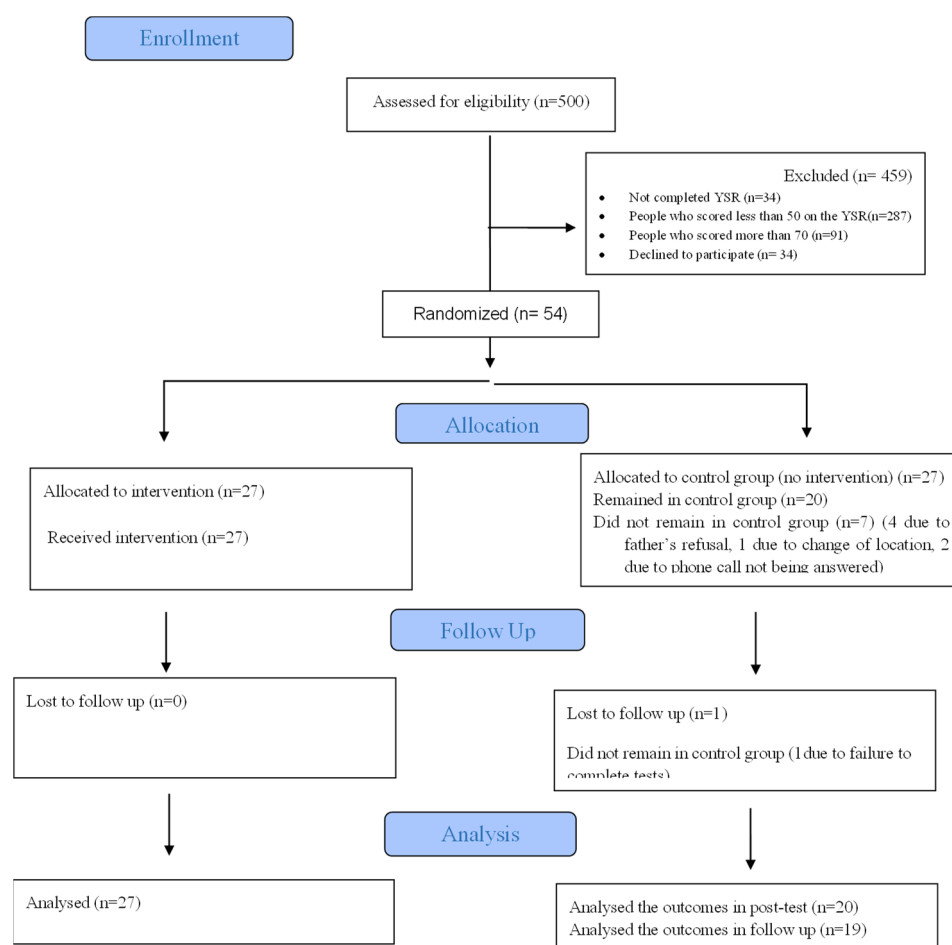 Enrollment
Assessed for eligibility (n=500)
Excluded (n= 459)
• Not completed YSR (n=34)
• People who scored less than 50 on the YSR(n=287)
• People who scored more than 70 (n=91)
• Declined to participate (n= 34)
Randomized (n= 54)
Allocation
Allocated to intervention (n=27)
Received intervention (n=27)
Allocated to control group (no intervention) (n=27)
Remained in control group (n=20)
Did not remain in control group (n=7) (4 due to
father's refusal, 1 due to change of location, 2
due to phone call not being answered)
Follow Up
Lost to follow up (n=0)
Lost to follow up (n=1)
Did not remain in control group (1due to failure to
complete tests)
Analysis
Analysed (n=27)
Analysed the outcomes in post-test (n=20)
Analysed the outcomes in follow up (n=19)